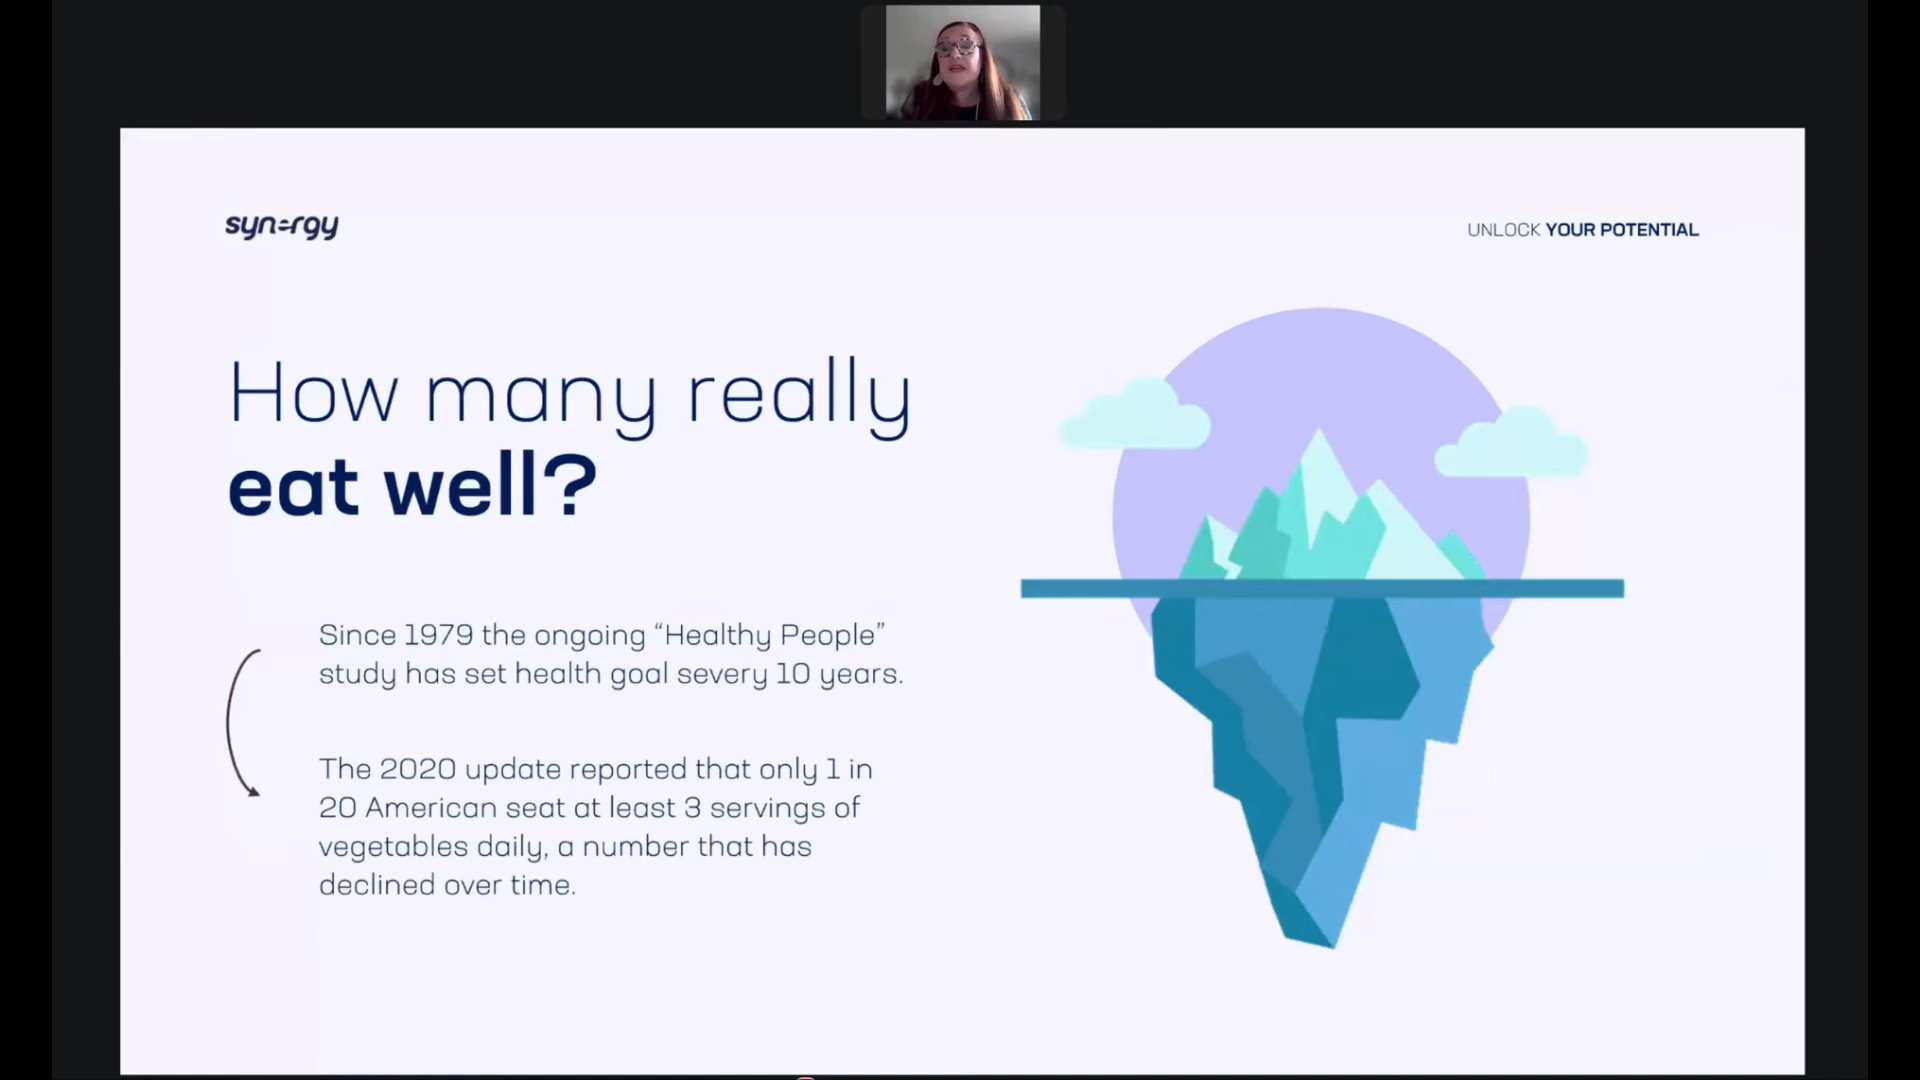 synergy
UNLOCK YOUR POTENTIAL
How many really
eat well?
Since 1979 the ongoing “Healthy People”
study has set health goal severy 10 years.
The 2020 update reported that only 1 in
20 American seat at least 3 servings of
vegetables daily, a number that has
declined over time.